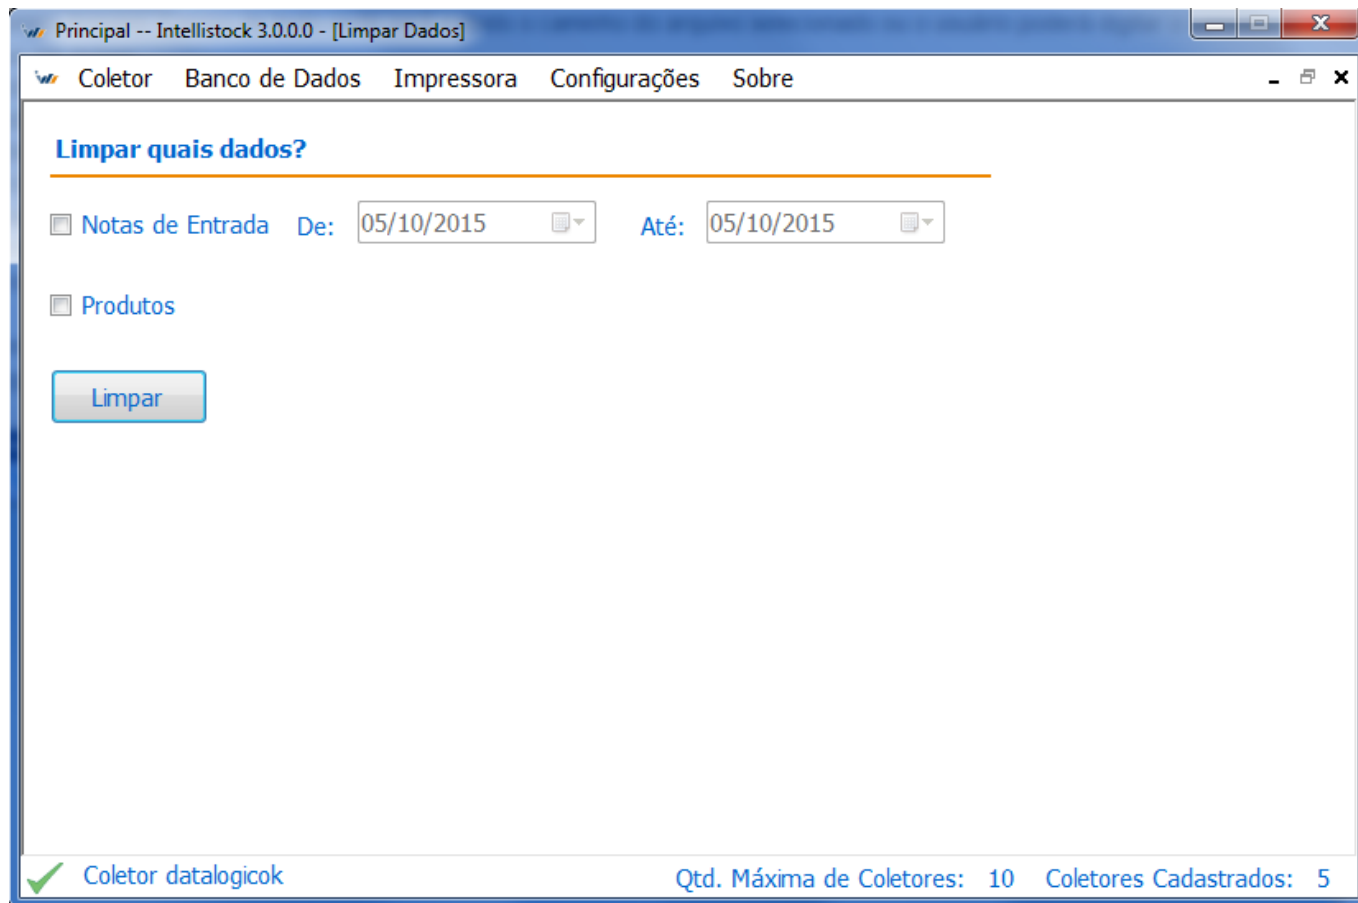 Principal -- Intellistock 3.0.0.0 - [Limpar Dados]
Coletor Banco de Dados Impressora Configurações Sobre
Limpar quais dados?
Notas de Entrada De: 05/10/2015 Até: 05/10/2015
Produtos
Limpar
Coletor datalogicok Qtd. Máxima de Coletores: 10 Coletores Cadastrados: 5